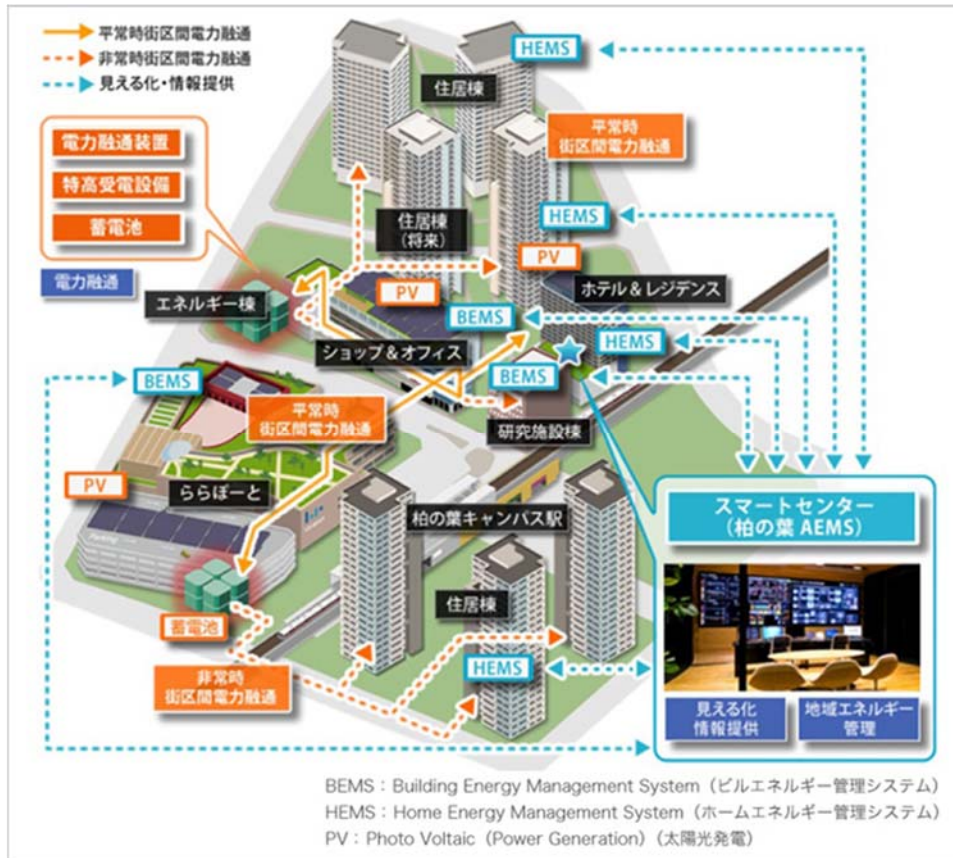 平常時街区間電力融通
非常時街区間電力融通
見える化・情報提供
HEMS
住居棟
平常時
街区間電力融通
電力融通装置
特高受電設備
蓄電池
電力融通
HEMS
住居棟
(将来)
PV
PV
エネルギー棟
ホテル＆レジデンス
BEMS
HEMS
ショップ＆オフィス
BEMS
BEMS
平常時
街区間電力融通
研究施設棟
PV
ららぽーと
柏の葉キャンパス駅
スマートセンター
（柏の葉 AEMS）
住居棟
蓄電池
HEMS
非常時
街区間電力融通
見える化
情報提供
地域エネルギー
管理
BEMS：Building Energy Management System（ビルエネルギー管理システム）
HEMS：Home Energy Management System（ホームエネルギー管理システム）
PV：Photo Voltaic（Power Generation）（太陽光発電）